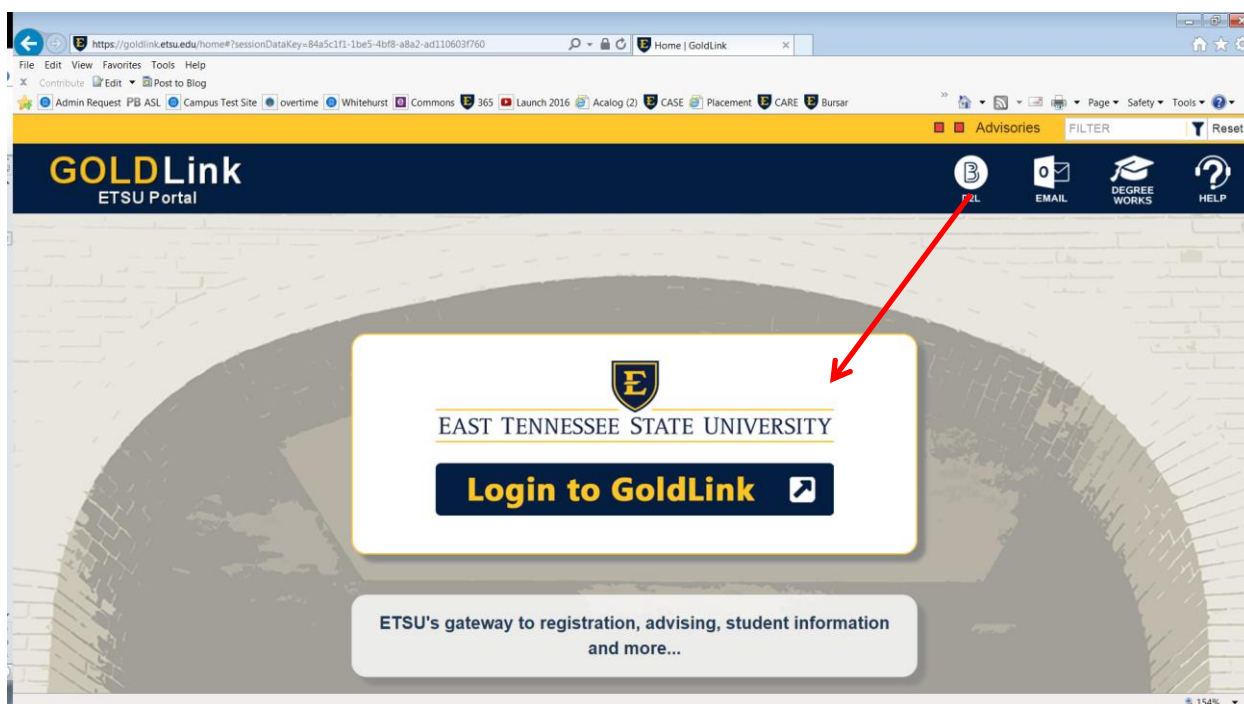 https://goldlink.etsu.edu/home#?sessionDataKey=84a5c1f1-1be5-4bf8-a8a2-ad110603f760
Home | GoldLink
File Edit View Favorites Tools Help
x Contribute Edit Post to Blog
Admin Request PB ASL Campus Test Site overtime Whitehurst Commons 365 Launch 2016 Acalog (2) CASE Placement CARE Bursar
Page Safety Tools
Advisories FILTER Reset
GOLDLink
ETSU Portal
EMAIL
DEGREE
WORKS
HELP
E
EAST TENNESSEE STATE UNIVERSITY
Login to GoldLink
ETSU's gateway to registration, advising, student information
and more...
154%